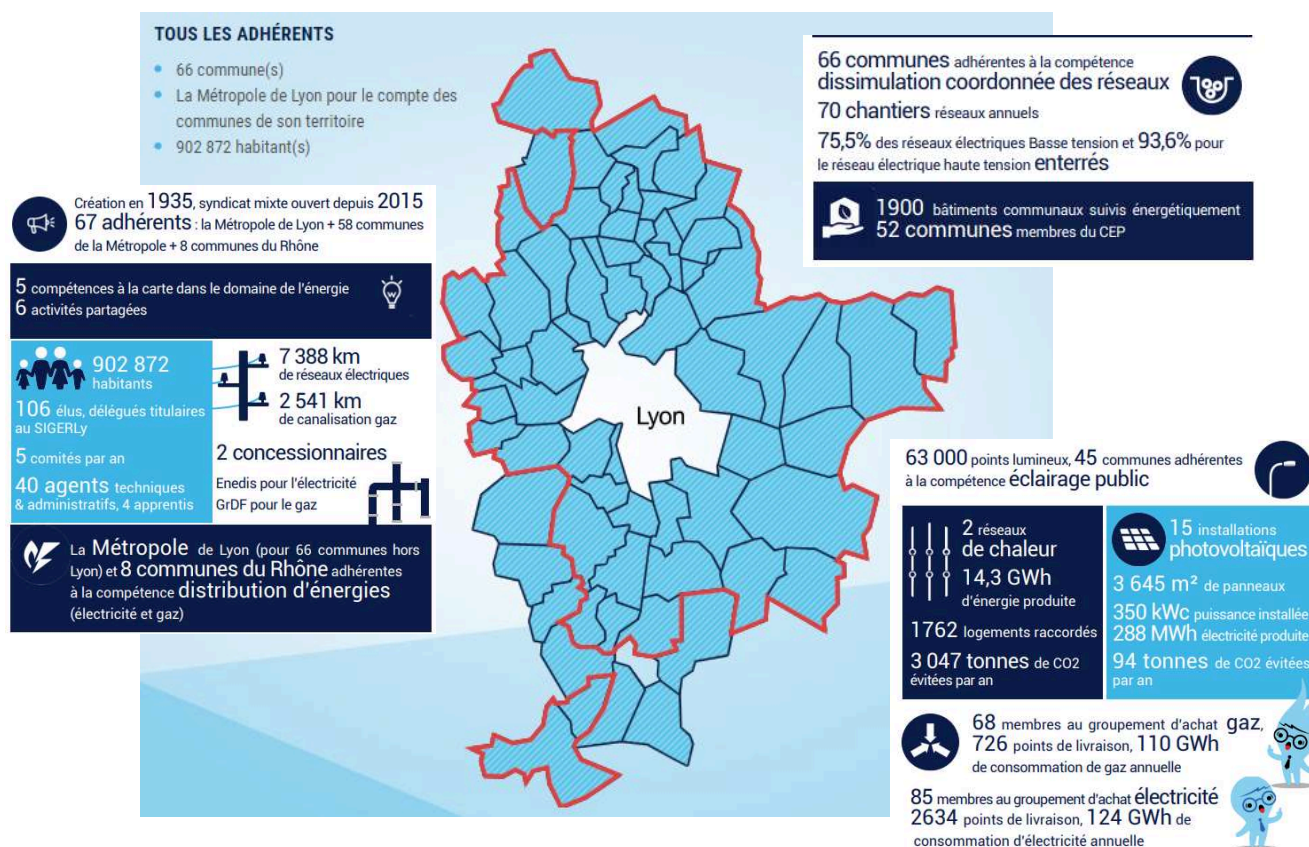 TOUS LES ADHÉRENTS
66 commune(s)
La Métropole de Lyon pour le compte des
communes de son territoire
902 872 habitant(s)
Création en 1935, syndicat mixte ouvert depuis 2015
67 adhérents : la Métropole de Lyon + 58 communes
de la Métropole + 8 communes du Rhône
5 compétences à la carte dans le domaine de l'énergie
6 activités partagées
902 872
habitants
106 élus, délégués titulaires
au SIGERLy
5 comités par an
40 agents techniques
& administratifs, 4 apprentis
7 388 km
de réseaux électriques
2 541 km
de canalisation gaz
2 concessionnaires
Enedis pour l'électricité
GrDF pour le gaz
La Métropole de Lyon (pour 66 communes hors
Lyon) et 8 communes du Rhône adhérentes
à la compétence distribution d'énergies
(électricité et gaz)
Lyon
66 communes adhérentes à la compétence
dissimulation coordonnée des réseaux
70 chantiers réseaux annuels
75,5% des réseaux électriques Basse tension et 93,6% pour
le réseau électrique haute tension enterrés
1900 bâtiments communaux suivis énergétiquement
52 communes membres du CEP
63 000 points lumineux, 45 communes adhérentes
à la compétence éclairage public
2 réseaux
de chaleur
14,3 GWh
d'énergie produite
1762 logements raccordés
3 047 tonnes de CO2
évitées par an
15 installations
photovoltaïques
3 645 m² de panneaux
350 kWc puissance installée
288 MWh électricité produite
94 tonnes de CO2 évitées
par an
68 membres au groupement d'achat gaz,
726 points de livraison, 110 GWh
de consommation de gaz annuelle
85 membres au groupement d'achat électricité
2634 points de livraison, 124 GWh de
consommation d'électricité annuelle